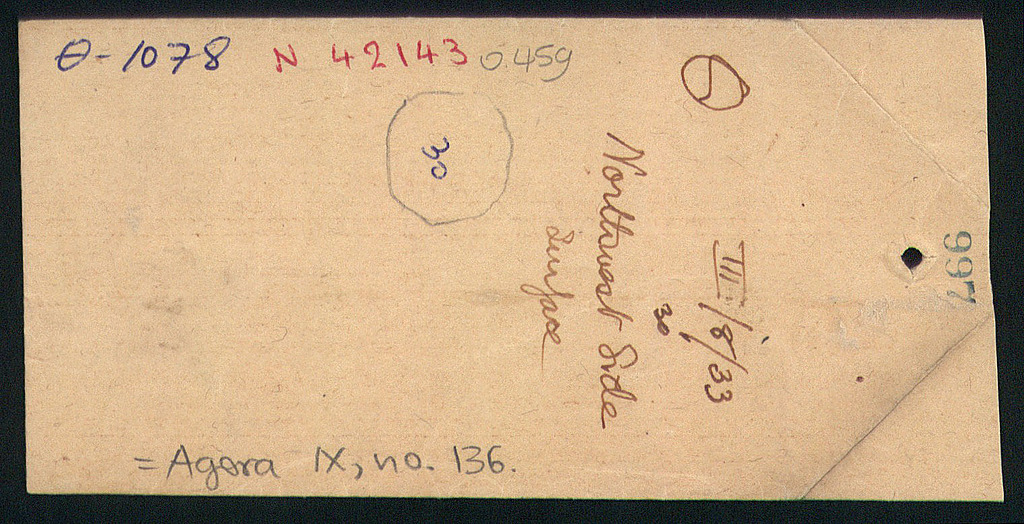 Θ-1078 N 42143 0.459
30
Θ
III/8/33
30
Northwest Side
Surface
997
= Agora IX, no. 136.